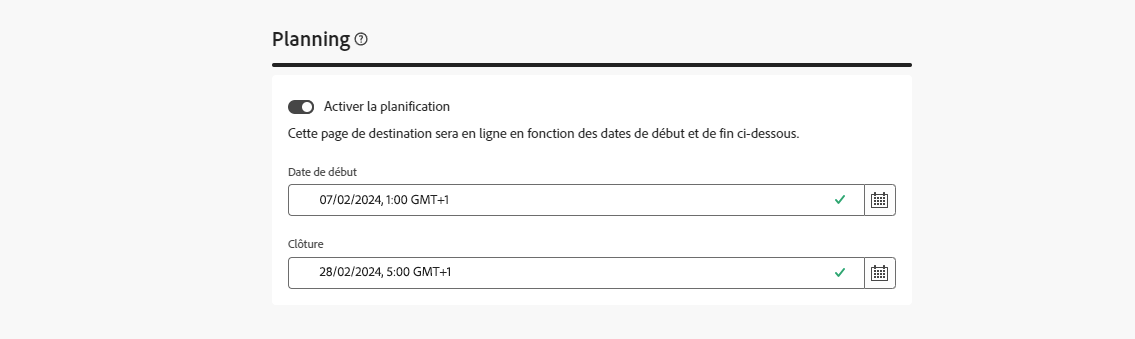 Planning
Activer la planification
Cette page de destination sera en ligne en fonction des dates de début et de fin ci-dessous.
Date de début
07/02/2024, 1:00 GMT+1
Clôture
28/02/2024, 5:00 GMT+1